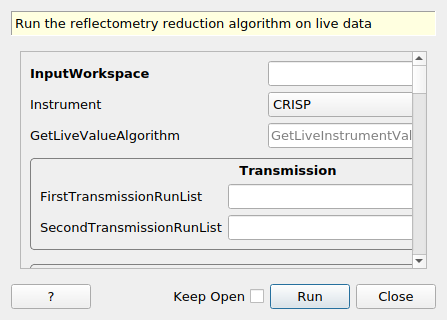 Run the reflectometry reduction algorithm on live data
InputWorkspace
Instrument CRISP
GetLiveValueAlgorithm GetLiveInstrumentVal
Transmission
FirstTransmissionRunList
SecondTransmissionRunList
? Keep Open Run Close